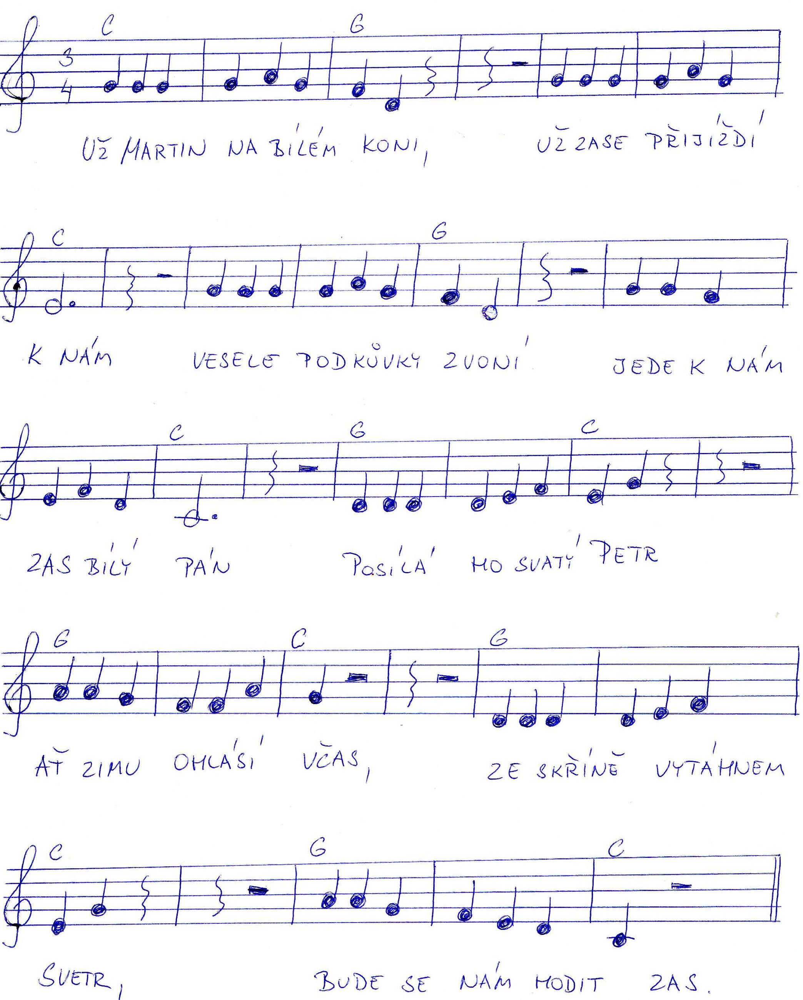 C G
3
4
UŽ MARTIN NA BÍLÉM KONI, UŽ ZASE PŘIJÍŽDÍ
C G
K NÁM VESELE PODKŮVKY ZVONÍ JEDE K NÁM
C G C
ZAS BÍLÝ PÁN POSÍLÁ HO SVATÝ PETR
G C G
AŤ ZIMU OHLÁSÍ VČAS, ZE SKŘÍNĚ VYTÁHNEM
C G C
SVETR, BUDE SE NÁM HODIT ZAS.